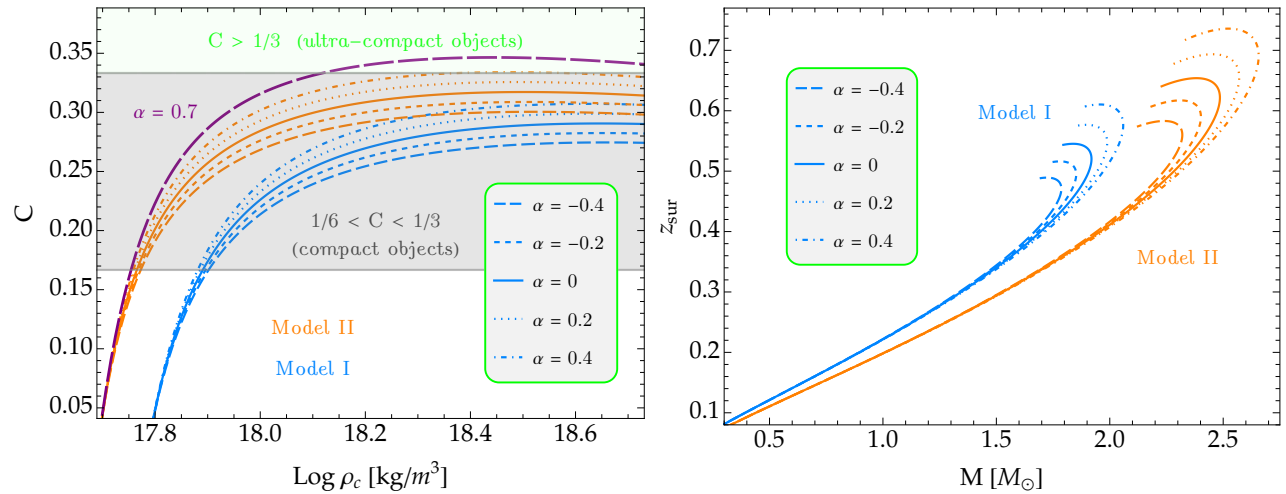 C > 1/3 (ultra-compact objects)
α = 0.7
1/6 < C < 1/3
(compact objects)
Model II
Model I
α = −0.4
α = −0.2
α = 0
α = 0.2
α = 0.4
C
0.35
0.30
0.25
0.20
0.15
0.10
0.05
17.8 18.0 18.2 18.4 18.6
Log ρc [kg/m³]
α = −0.4
α = −0.2
α = 0
α = 0.2
α = 0.4
Model I
Model II
zsur
0.7
0.6
0.5
0.4
0.3
0.2
0.1
0.5 1.0 1.5 2.0 2.5
M [M⊙]